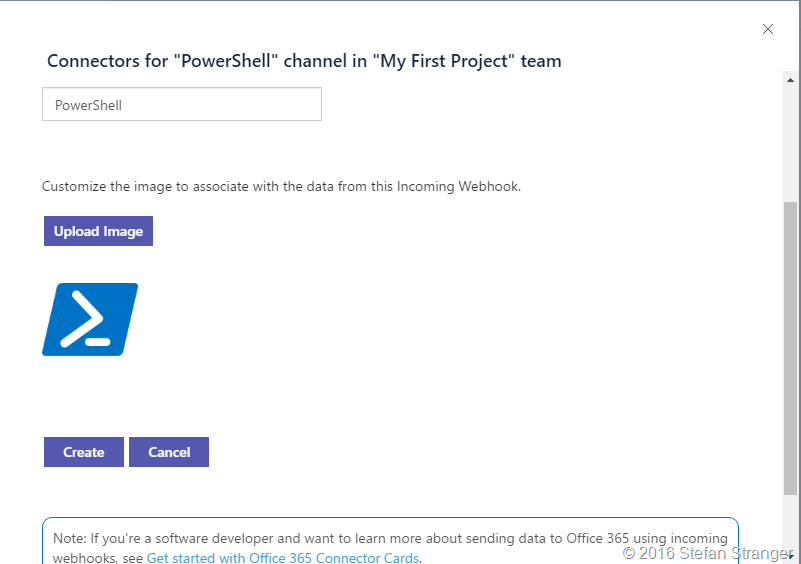 Connectors for "PowerShell" channel in "My First Project" team
PowerShell
Customize the image to associate with the data from this Incoming Webhook.
Upload Image
Create
Cancel
Note: If you're a software developer and want to learn more about sending data to Office 365 using incoming
webhooks, see Get started with Office 365 Connector Cards.
© 2016 Stefan Stranger